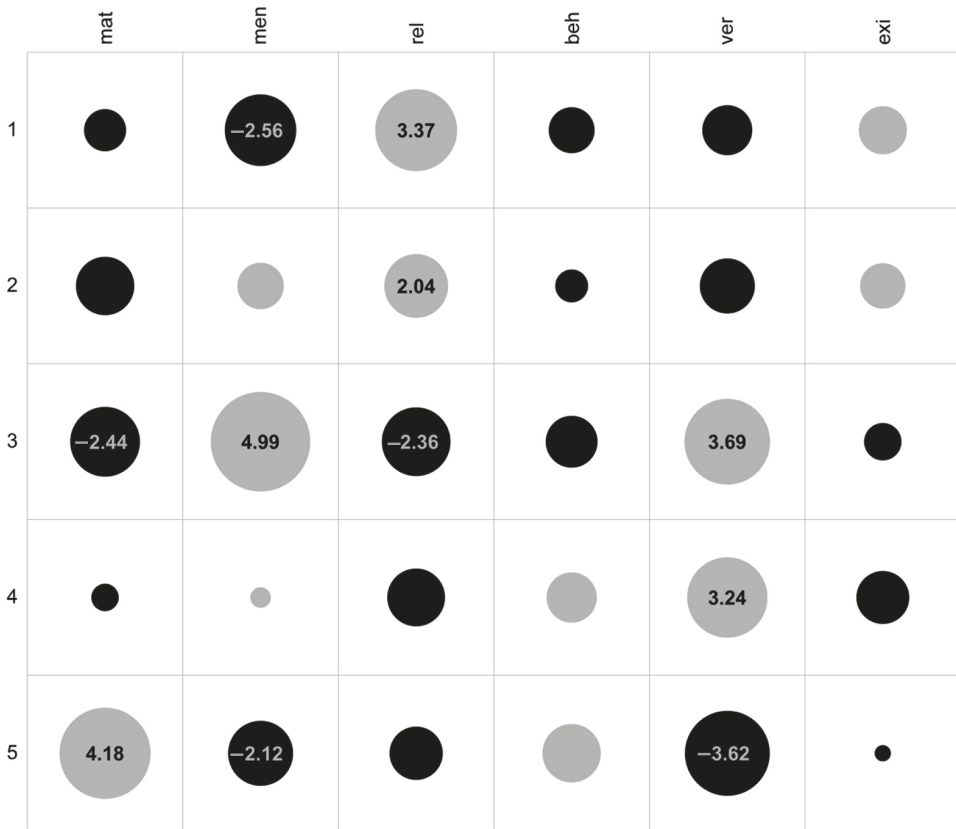 mat men rel beh ver exi
1 –2.56 3.37
2 2.04
3 –2.44 4.99 –2.36 3.69
4 3.24
5 4.18 –2.12 –3.62